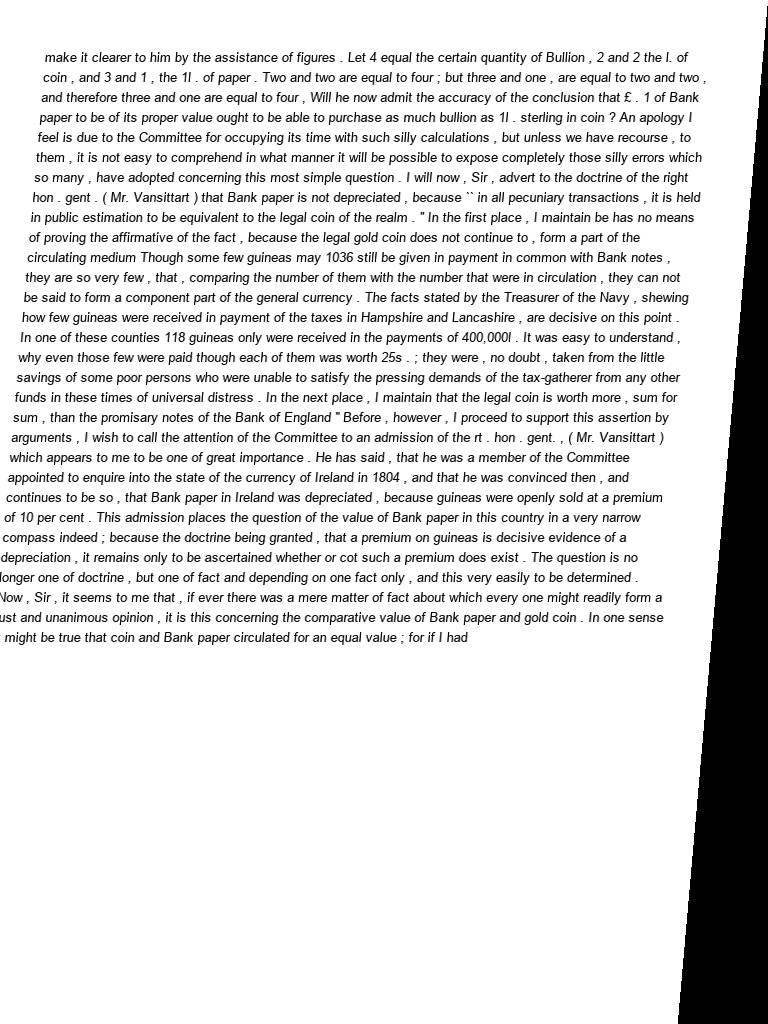 make it clearer to him by the assistance of figures . Let 4 equal the certain quantity of Bullion , 2 and 2 the l. of
coin , and 3 and 1 , the 1l . of paper . Two and two are equal to four ; but three and one , are equal to two and two ,
and therefore three and one are equal to four , Will he now admit the accuracy of the conclusion that £ . 1 of Bank
paper to be of its proper value ought to be able to purchase as much bullion as 1l . sterling in coin ? An apology I
feel is due to the Committee for occupying its time with such silly calculations , but unless we have recourse , to
them , it is not easy to comprehend in what manner it will be possible to expose completely those silly errors which
so many , have adopted concerning this most simple question . I will now , Sir , advert to the doctrine of the right
hon . gent . ( Mr. Vansittart ) that Bank paper is not depreciated , because `` in all pecuniary transactions , it is held
in public estimation to be equivalent to the legal coin of the realm . " In the first place , I maintain be has no means
of proving the affirmative of the fact , because the legal gold coin does not continue to , form a part of the
circulating medium Though some few guineas may 1036 still be given in payment in common with Bank notes ,
they are so very few , that , comparing the number of them with the number that were in circulation , they can not
be said to form a component part of the general currency . The facts stated by the Treasurer of the Navy , shewing
how few guineas were received in payment of the taxes in Hampshire and Lancashire , are decisive on this point .
In one of these counties 118 guineas only were received in the payments of 400,000l . It was easy to understand ,
why even those few were paid though each of them was worth 25s . ; they were , no doubt , taken from the little
savings of some poor persons who were unable to satisfy the pressing demands of the tax-gatherer from any other
funds in these times of universal distress . In the next place , I maintain that the legal coin is worth more , sum for
sum , than the promisary notes of the Bank of England " Before , however , I proceed to support this assertion by
arguments , I wish to call the attention of the Committee to an admission of the rt . hon . gent. , ( Mr. Vansittart )
which appears to me to be one of great importance . He has said , that he was a member of the Committee
appointed to enquire into the state of the currency of Ireland in 1804 , and that he was convinced then , and
continues to be so , that Bank paper in Ireland was depreciated , because guineas were openly sold at a premium
of 10 per cent . This admission places the question of the value of Bank paper in this country in a very narrow
compass indeed ; because the doctrine being granted , that a premium on guineas is decisive evidence of a
depreciation , it remains only to be ascertained whether or cot such a premium does exist . The question is no
longer one of doctrine , but one of fact and depending on one fact only , and this very easily to be determined .
Now , Sir , it seems to me that , if ever there was a mere matter of fact about which every one might readily form a
ust and unanimous opinion , it is this concerning the comparative value of Bank paper and gold coin . In one sense
might be true that coin and Bank paper circulated for an equal value ; for if I had